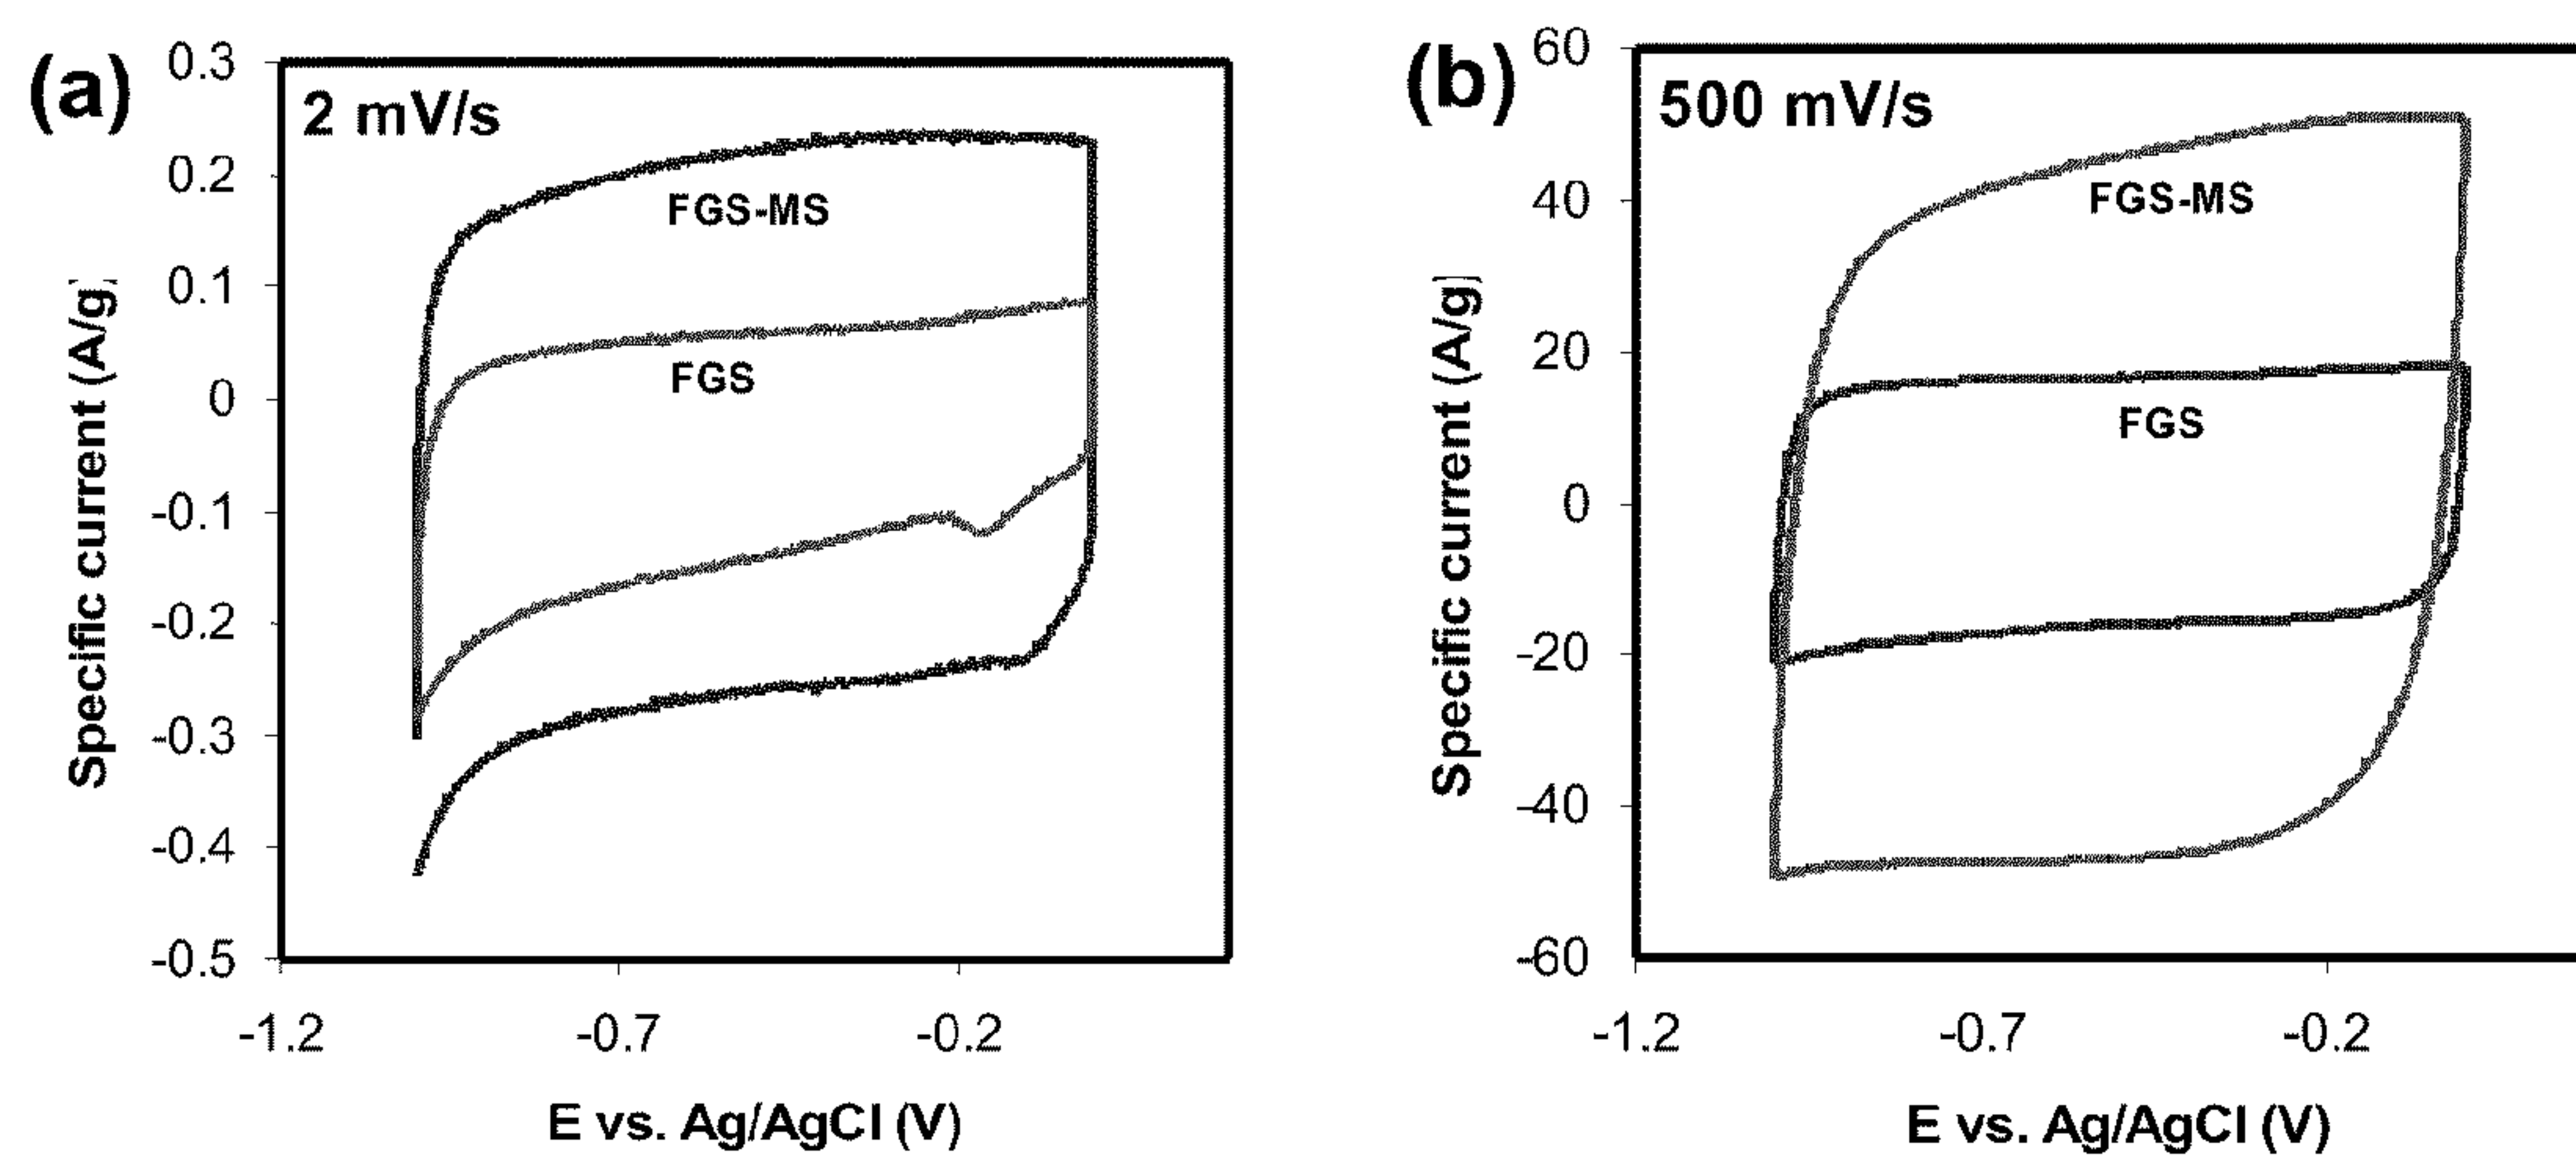 (a)
2 mV/s
0.3
0.2
0.1
0
-0.1
-0.2
-0.3
-0.4
-0.5
Specific current (A/g)
FGS-MS
FGS
-1.2
-0.7
-0.2
E vs. Ag/AgCl (V)
(b)
500 mV/s
60
40
20
0
-20
-40
-60
Specific current (A/g)
FGS-MS
FGS
-1.2
-0.7
-0.2
E vs. Ag/AgCl (V)